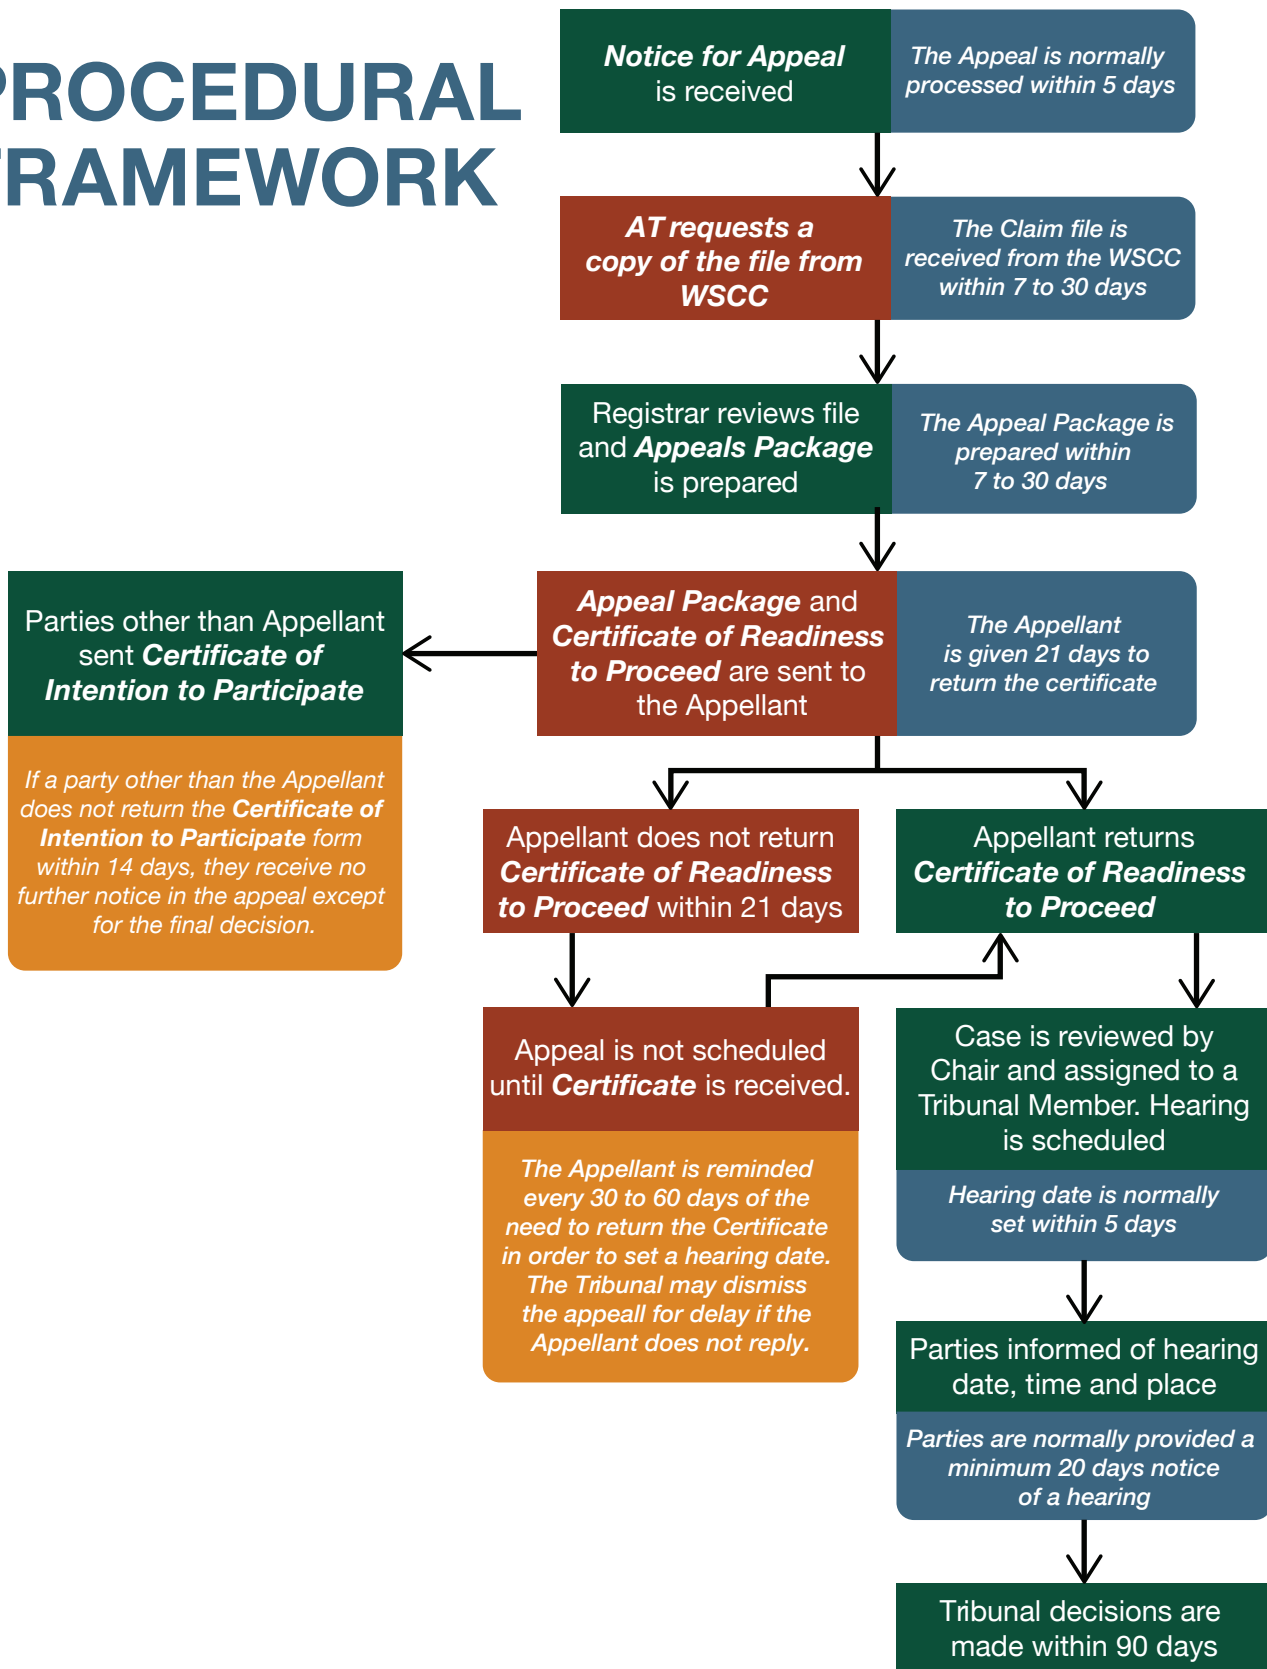 PROCEDURAL
FRAMEWORK
Notice for Appeal
is received
The Appeal is normally
processed within 5 days
AT requests a
copy of the file from
WSCC
The Claim file is
received from the WSCC
within 7 to 30 days
Registrar reviews file
and Appeals Package
is prepared
The Appeal Package is
prepared within
7 to 30 days
Parties other than Appellant
sent Certificate of
Intention to Participate
If a party other than the Appellant
does not return the Certificate of
Intention to Participate form
within 14 days, they receive no
further notice in the appeal except
for the final decision.
Appeal Package and
Certificate of Readiness
to Proceed are sent to
the Appellant
The Appellant
is given 21 days to
return the certificate
Appellant does not return
Certificate of Readiness
to Proceed within 21 days
Appellant returns
Certificate of Readiness
to Proceed
Appeal is not scheduled
until Certificate is received.
The Appellant is reminded
every 30 to 60 days of the
need to return the Certificate
in order to set a hearing date.
The Tribunal may dismiss
the appeall for delay if the
Appellant does not reply.
Case is reviewed by
Chair and assigned to a
Tribunal Member. Hearing
is scheduled
Hearing date is normally
set within 5 days
Parties informed of hearing
date, time and place
Parties are normally provided a
minimum 20 days notice
of a hearing
Tribunal decisions are
made within 90 days